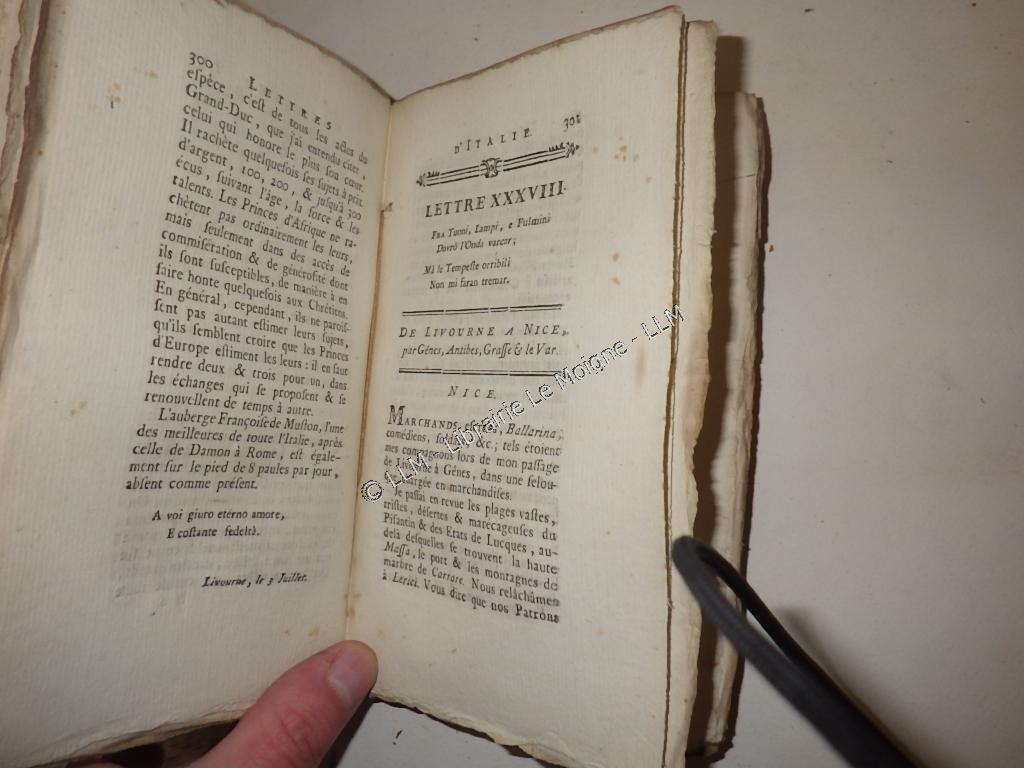 300 LETTRES
eſpèce, c'eſt de tous les actes du
Grand-Duc, que j'ai entendu citer,
celui qui honore le plus ſon cœur.
Il rachète quelquefois ſes ſujets à prix
d'argent, 100, 200, & juſqu'à 300
écus, ſuivant l'âge, la force & les
talents. Les Princes d'Afrique ne ra-
chètent pas ordinairement les leurs,
mais ſeulement dans des accès de
commiſération & de généroſité dont
ils ſont ſuſceptibles, de manière à en
faire honte quelquefois aux Chrétiens.
En général, cependant, ils ne paroiſ-
ſent pas autant eſtimer leurs ſujets,
qu'ils ſemblent croire que les Princes
d'Europe eſtiment les leurs : il en faut
rendre deux & trois pour un, dans
les échanges qui ſe propoſent & ſe
renouvellent de temps à autre.
L'auberge Françoiſe de Muſton, l'une
des meilleures de toute l'Italie, après
celle de Damon à Rome, eſt égale-
ment ſur le pied de 8 paules par jour,
abſent comme préſent.
A voi giuro eterno amore,
E coſtante fedeltà.
Livourne, le 3 Juillet.
D'ITALIE. 301
LETTRE XXXVIII.
FRA Tuoni, Lampi, e Fulmini
Dovrò l'Onda varcar;
Mà le Tempeſte orribili
Non mi faran tremar.
DE LIVOURNE A NICE,
par Gênes, Antibes, Graſſe & le Var.
NICE.
MARCHANDS, Ballarina,
comédiens, &c.; tels étoient
mes compagnons lors de mon paſſage
de Livourne à Gênes, dans une felou-
chargée en marchandiſes.
Je paſſai en revue les plages vaſtes,
triſtes, déſertes & marécageuſes du
Piſantin & des Etats de Lucques, au-
delà deſquelles ſe trouvent la haute
Maſſa, le port & les montagnes de
marbre de Carrare. Nous relâchâmes
à Lerici. Vous dire que nos Patrons
© LLM - Librairie Le Moigne - LLM